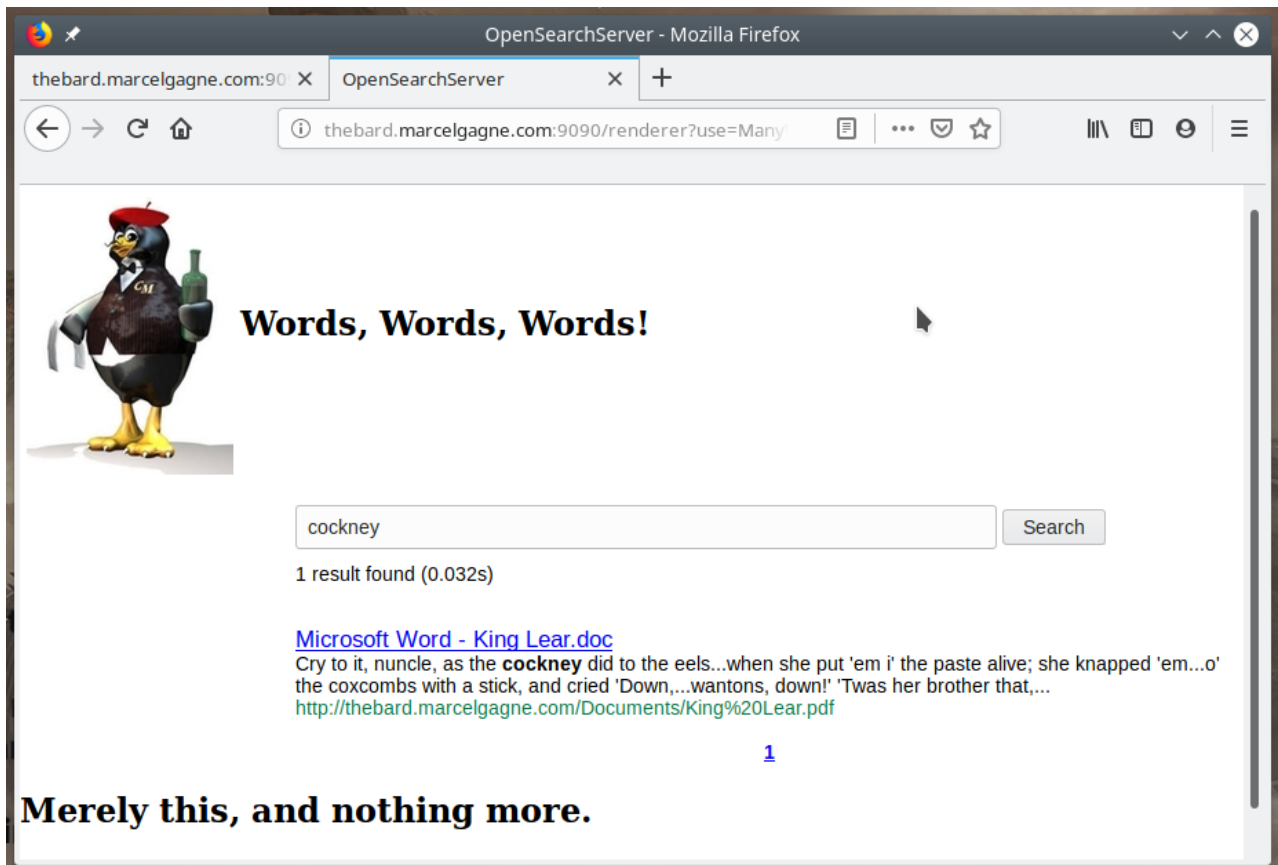 OpenSearchServer - Mozilla Firefox
thebard.marcelgagne.com:90
OpenSearchServer
thebard.marcelgagne.com:9090/renderer?use=Many
CM
Words, Words, Words!
cockney
Search
1 result found (0.032s)
Microsoft Word - King Lear.doc
Cry to it, nuncle, as the cockney did to the eels...when she put 'em i' the paste alive; she knapped 'em...o'
the coxcombs with a stick, and cried 'Down,...wantons, down!' 'Twas her brother that,...
http://thebard.marcelgagne.com/Documents/King%20Lear.pdf
1
Merely this, and nothing more.